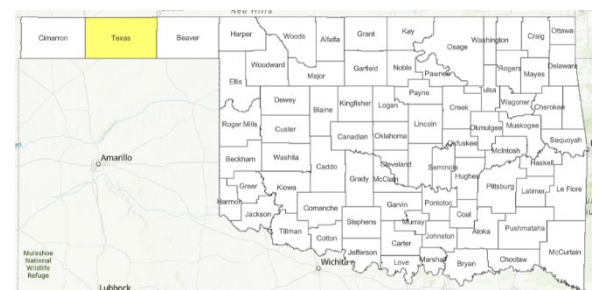 Red Hills
Cimarron
Texas
Beaver
Harper
Woods
Alfalfa
Grant
Kay
Osage
Washington
Craig
Ottawa
Ellis
Woodward
Major
Garfield
Noble
Pawnee
Rogers
Mayes
Delaware
Tulsa
Dewey
Blaine
Kingfisher
Logan
Payne
Creek
Wagoner
Cherokee
Roger Mills
Custer
Canadian
Oklahoma
Lincoln
Okmulgee
Muskogee
Okfuskee
Sequoyah
Amarillo
Beckham
Washita
Caddo
Cleveland
Seminole
McIntosh
Haskell
Hughes
Grady
McClain
Pittsburg
Latimer
Le Flore
Greer
Kiowa
Harmon
Jackson
Comanche
Garvin
Pontotoc
Coal
Stephens
Murray
Tillman
Cotton
Johnston
Atoka
Pushmataha
Carter
McCurtain
Jefferson
Love
Marshall
Bryan
Choctaw
Muleshoe
National
Wildlife
Refuge
Wichita
Lubbock